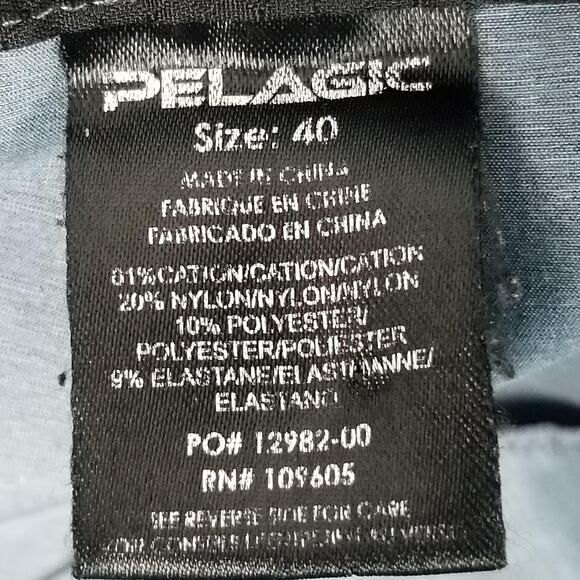 PELAGIC
Size: 40
MADE IN CHINA
FABRIQUE EN CHINE
FABRICADO EN CHINA
61% CATION/CATION/CATION
20% NYLON/NYLON/NYLON
10% POLYESTER/
POLYESTER/POLIESTER
9% ELASTANE/ELASTHANNE/
ELASTANO
PO# 12982-00
RN# 109605
SEE REVERSE SIDE FOR CARE